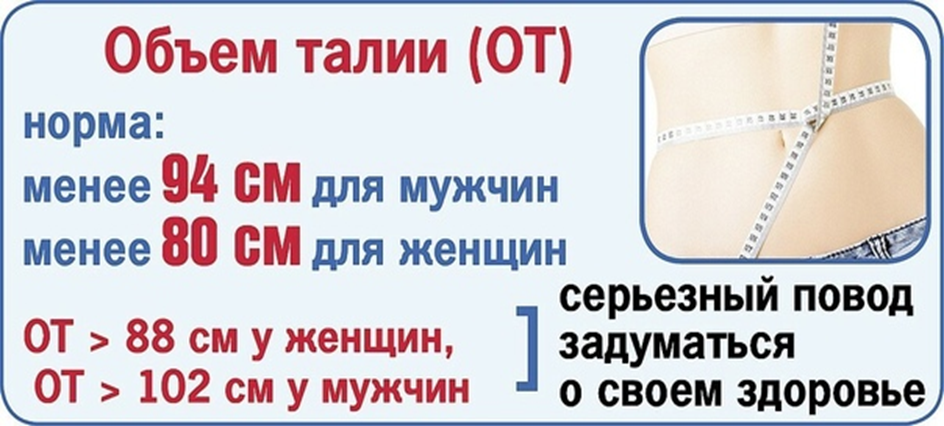 Объем талии (ОТ)
норма:
менее 94 см для мужчин
менее 80 см для женщин
ОТ > 88 см у женщин,
ОТ > 102 см у мужчин
серьезный повод
задуматься
о своем здоровье